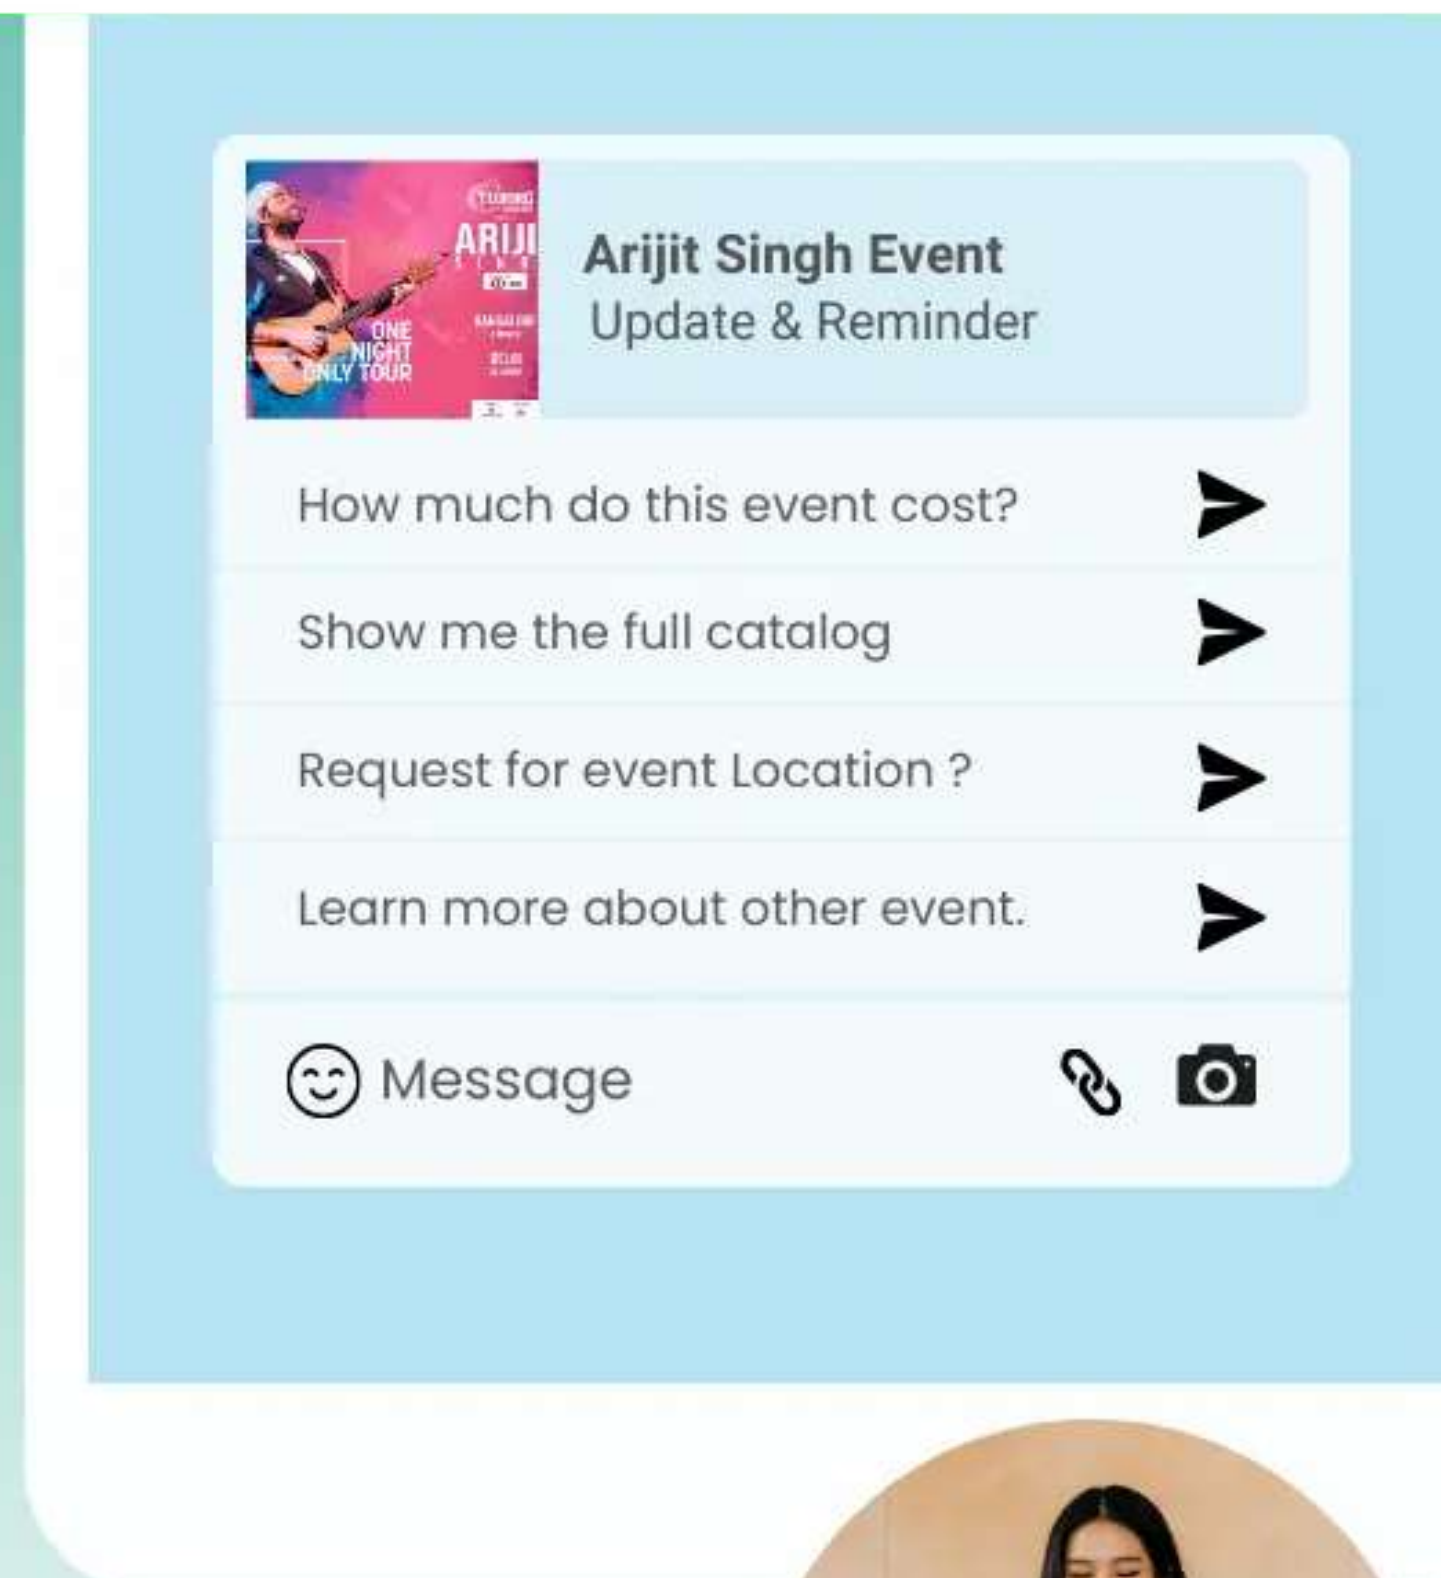 ARIJI
ONE
NIGHT
ONLY TOUR
Arijit Singh Event
Update & Reminder
How much do this event cost?
Show me the full catalog
Request for event Location ?
Learn more about other event.
Message